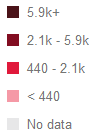 5.9k+
2.1k - 5.9k
440 - 2.1k
< 440
No data